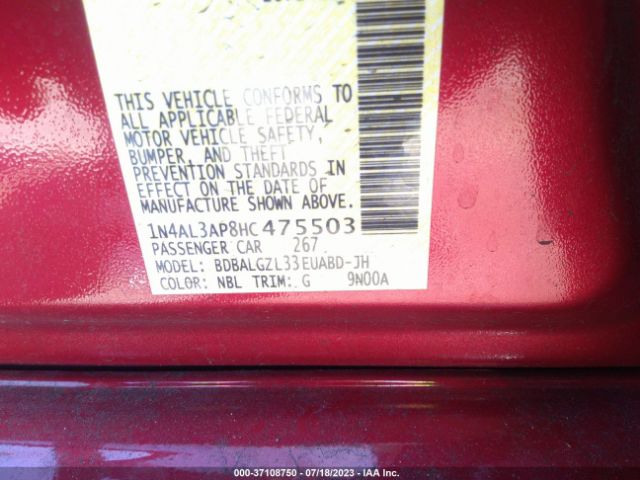 THIS VEHICLE CONFORMS TO
ALL APPLICABLE FEDERAL
MOTOR VEHICLE SAFETY,
BUMPER, AND THEFT
PREVENTION STANDARDS IN
EFFECT ON THE DATE OF
MANUFACTURE SHOWN ABOVE.
1N4AL3AP8HC475503
PASSENGER CAR 267
MODEL: BDBALGZL33EUABD-JH
COLOR: NBL TRIM: G 9N00A
000-37108750 / 07/18/2023 - IAA Inc.